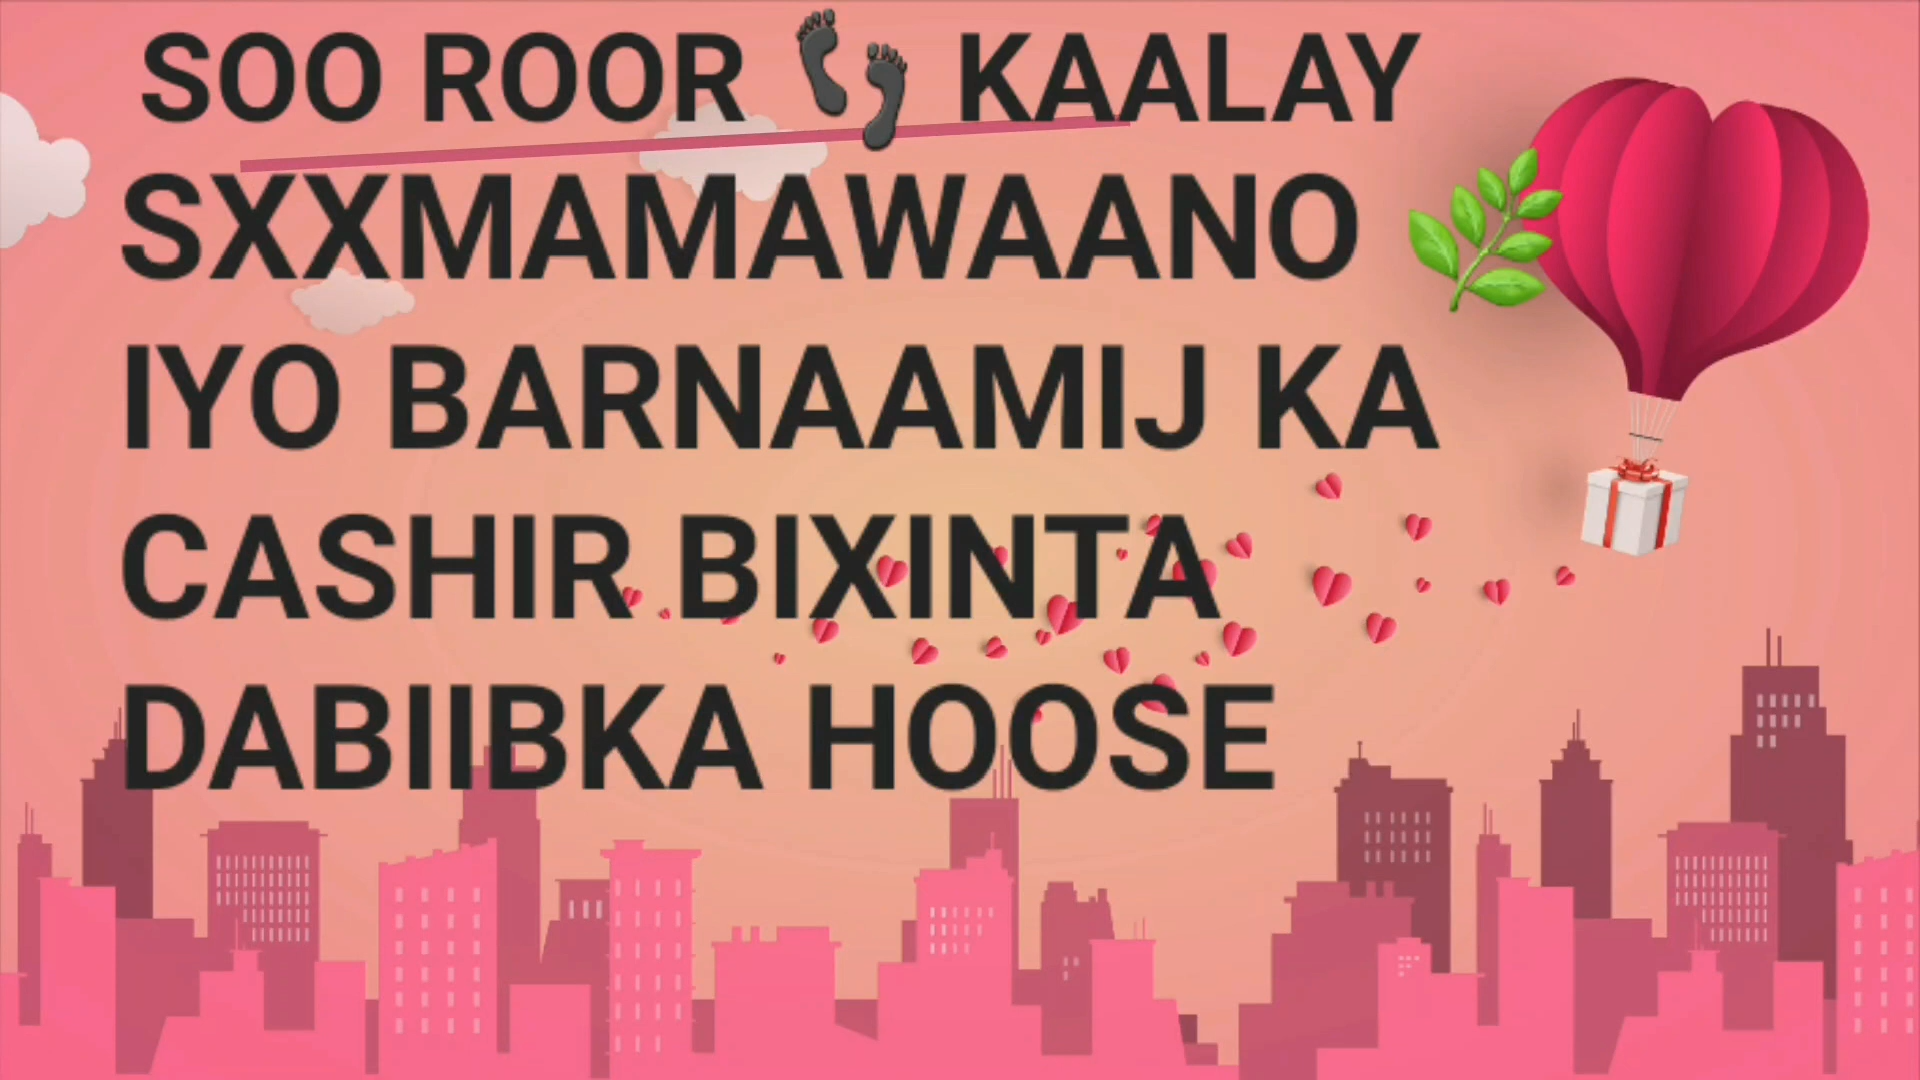 SOO ROOR 👣 KAALAY
SXXMAMAWAANO
IYO BARNAAMIJ KA
CASHIR BIXINTA
DABIIBKA HOOSE